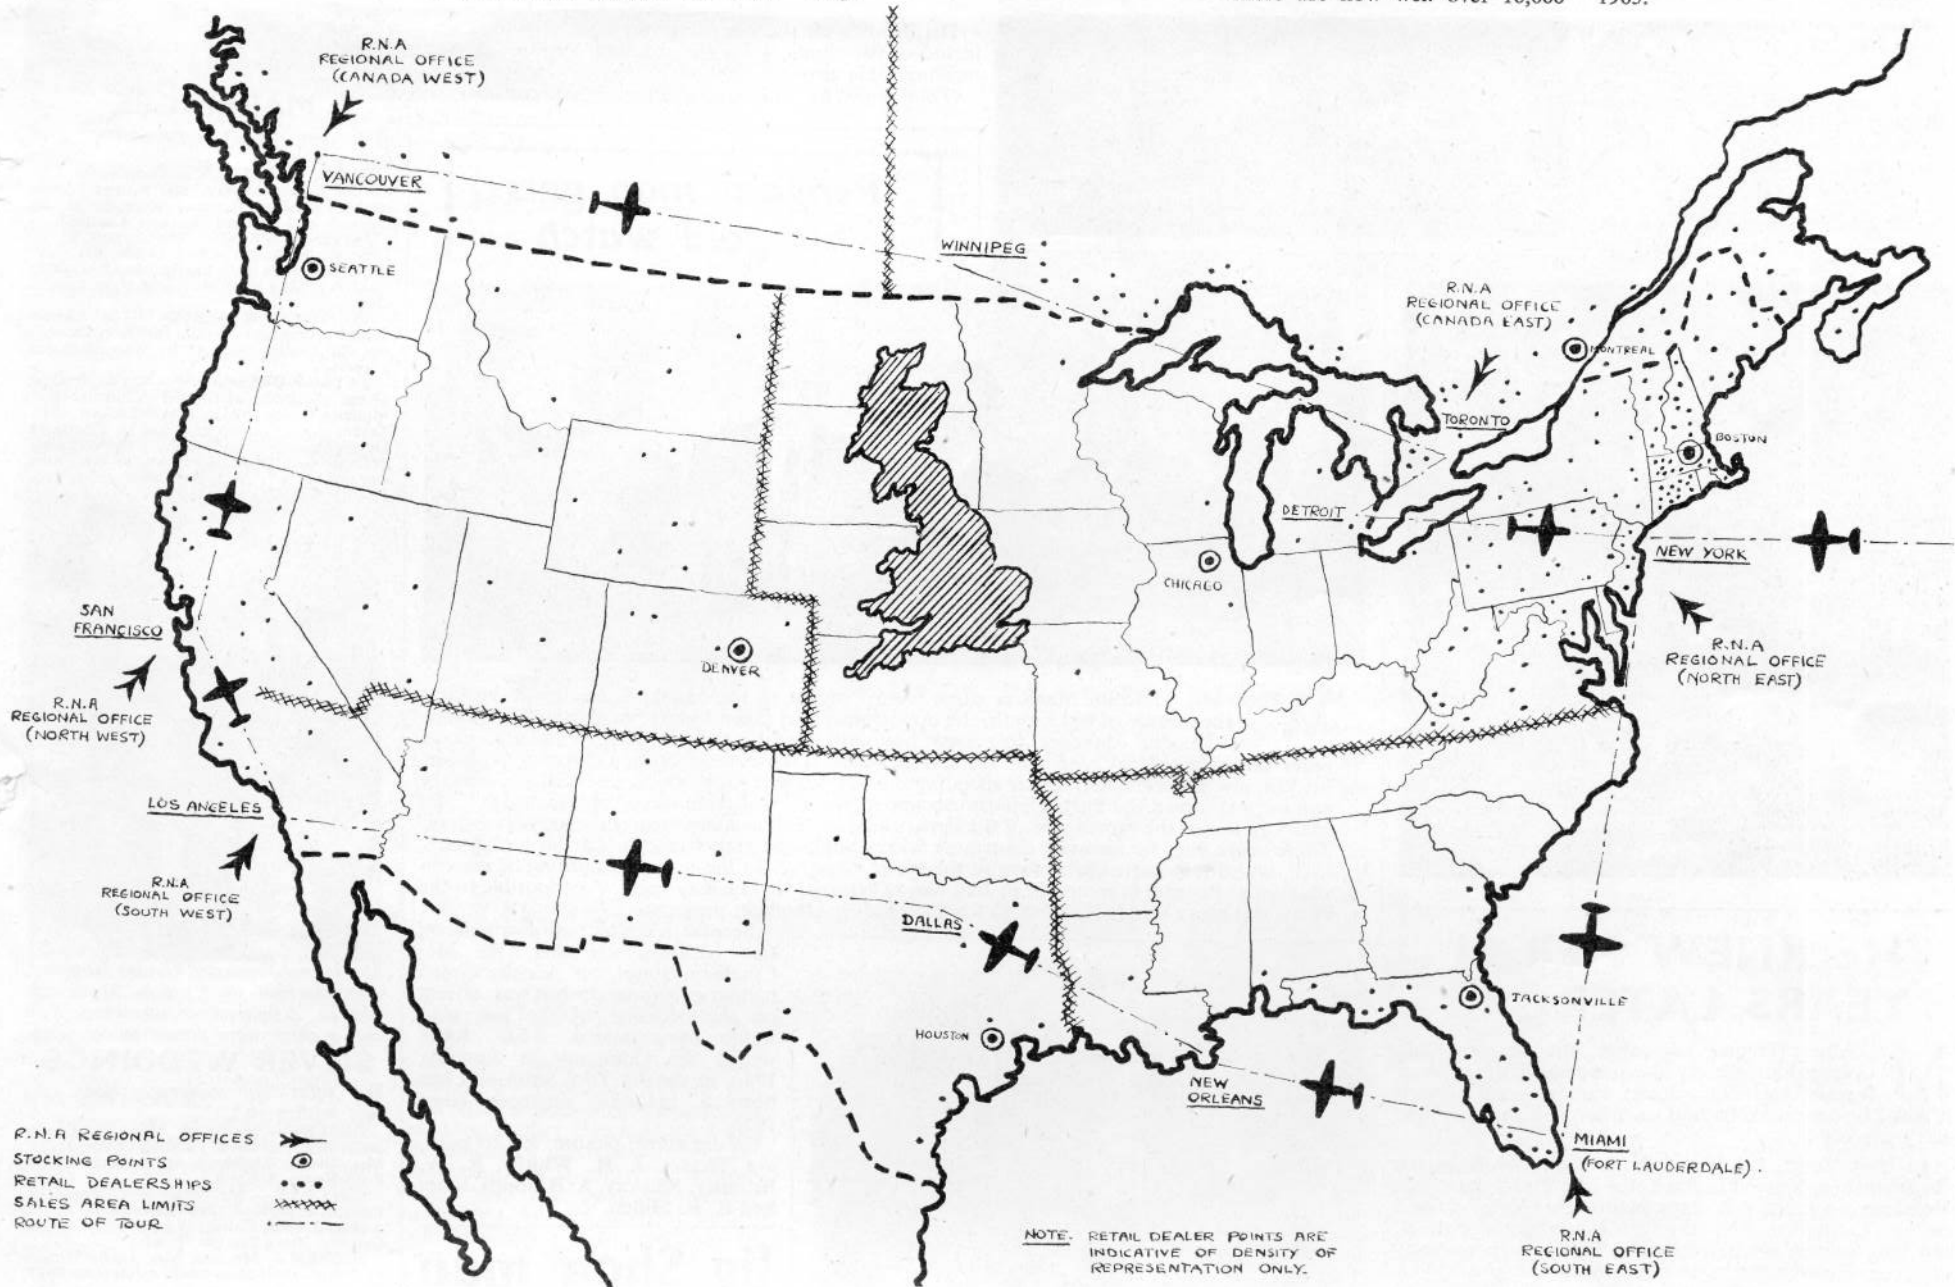 1963.
R.N.A
REGIONAL OFFICE
(CANADA WEST)
VANCOUVER
WINNIPEG
SEATTLE
R.N.A
REGIONAL OFFICE
(CANADA EAST)
MONTREAL
TORONTO
BOSTON
DETROIT
NEW YORK
CHICAGO
SAN
FRANCISCO
DENVER
R.N.A
REGIONAL OFFICE
(NORTH EAST)
R.N.A
REGIONAL OFFICE
(NORTH WEST)
LOS ANGELES
R.N.A
REGIONAL OFFICE
(SOUTH WEST)
DALLAS
JACKSONVILLE
HOUSTON
NEW
ORLEANS
MIAMI
(FORT LAUDERDALE).
R.N.A REGIONAL OFFICES
STOCKING POINTS
RETAIL DEALERSHIPS
SALES AREA LIMITS
ROUTE OF TOUR
NOTE. RETAIL DEALER POINTS ARE
INDICATIVE OF DENSITY OF
REPRESENTATION ONLY.
R.N.A
REGIONAL OFFICE
(SOUTH EAST)